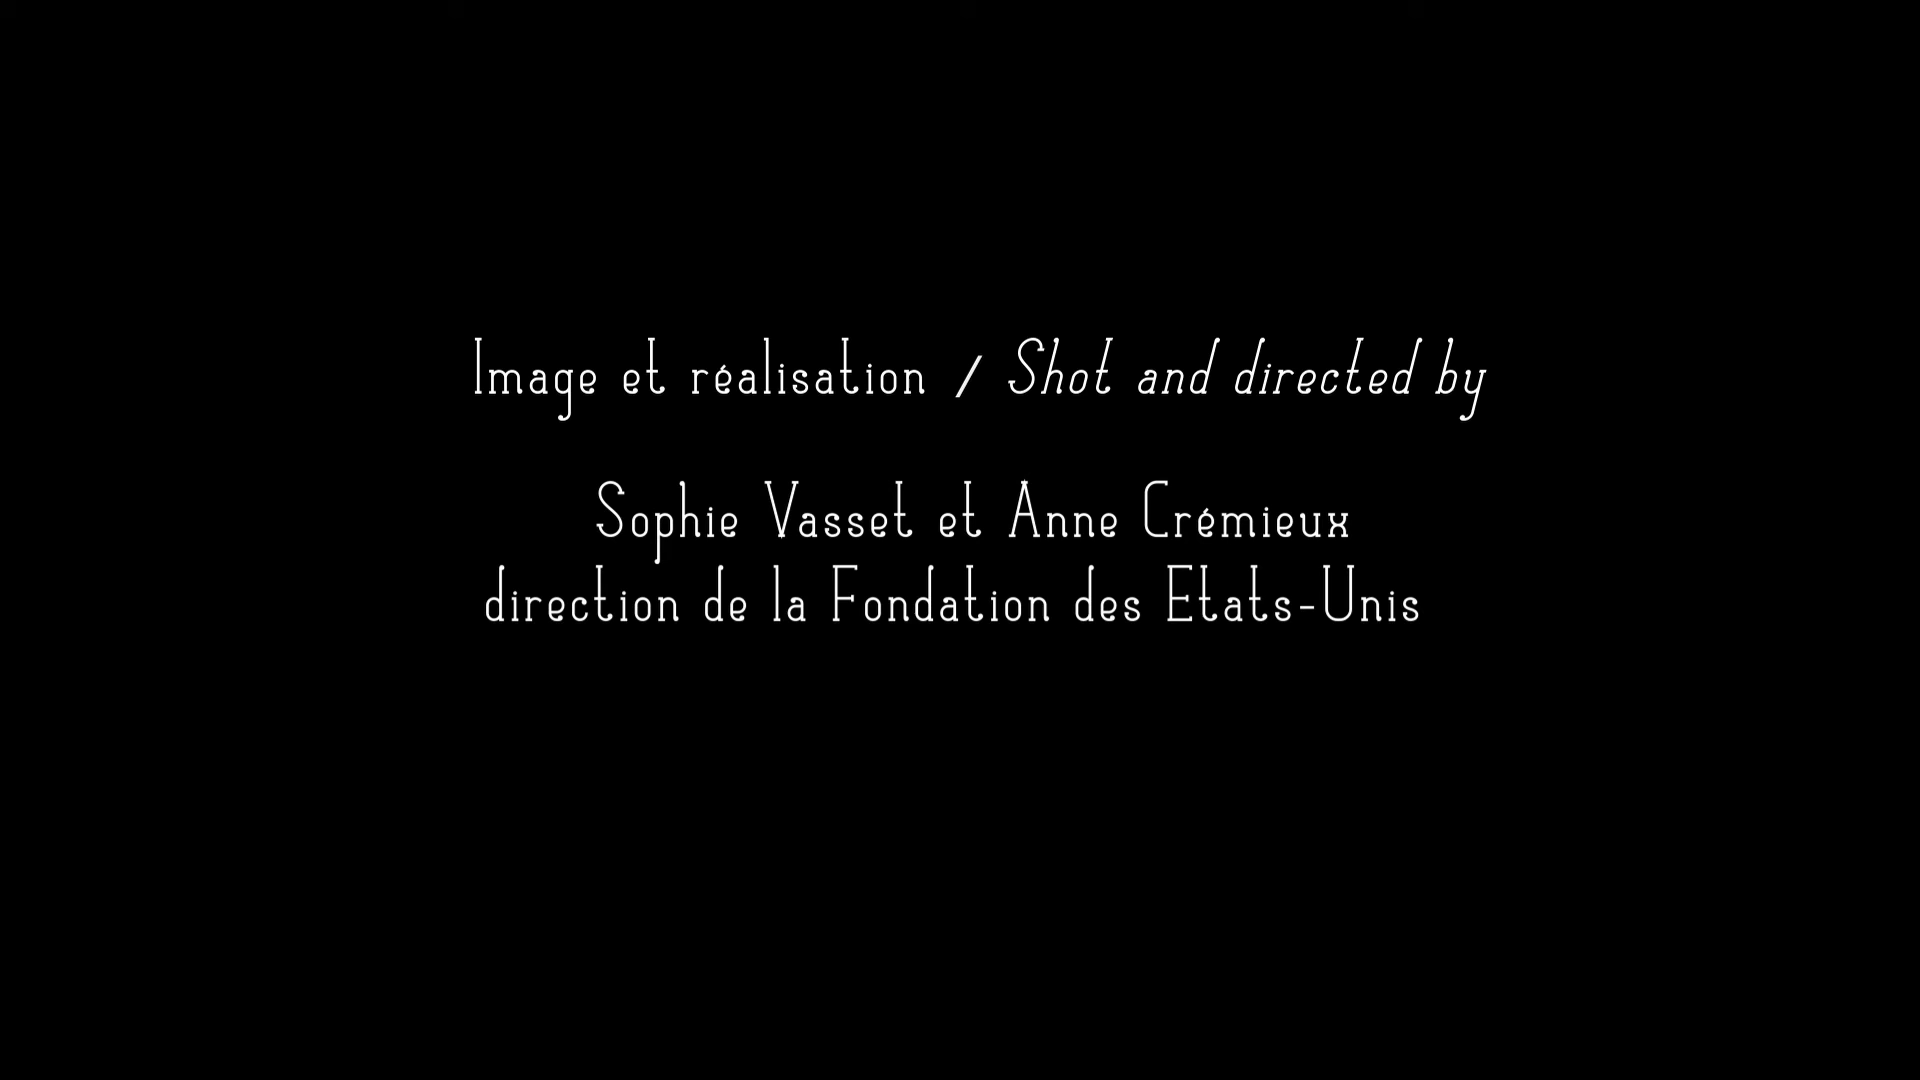 Image et réalisation / Shot and directed by
Sophie Vasset et Anne Crémieux
direction de la Fondation des Etats-Unis